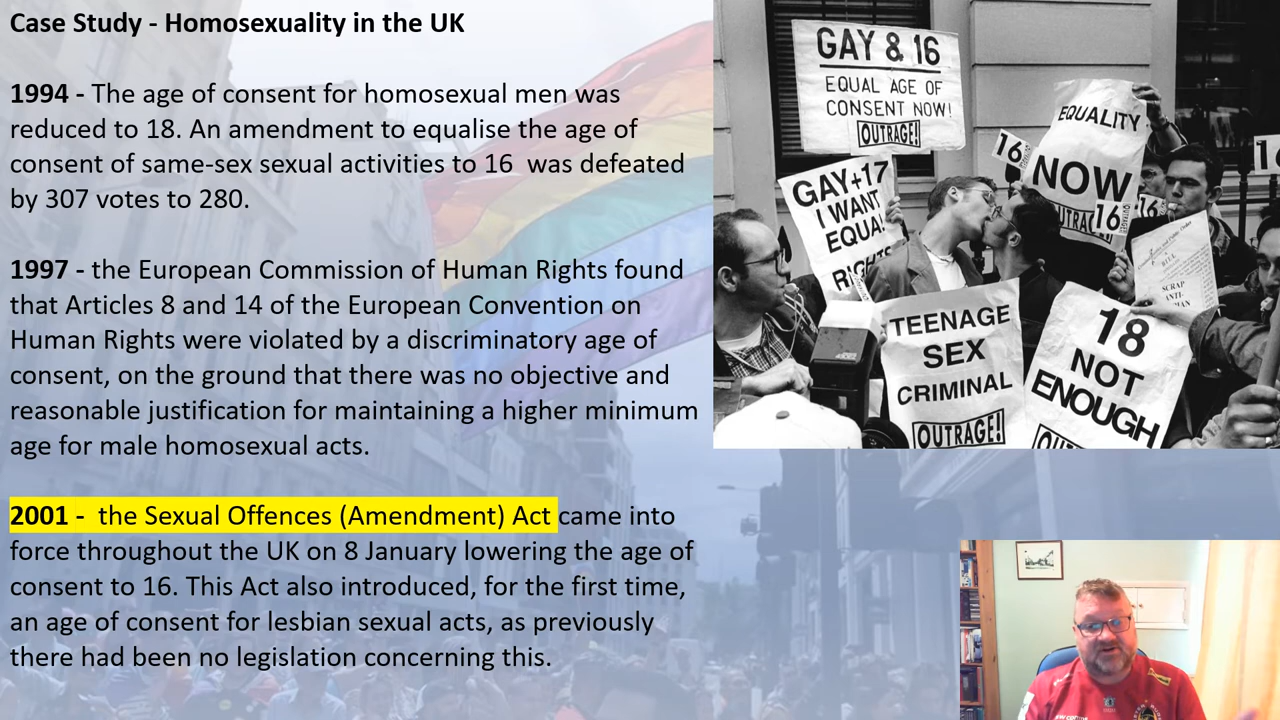 Case Study - Homosexuality in the UK
1994 - The age of consent for homosexual men was
reduced to 18. An amendment to equalise the age of
consent of same-sex sexual activities to 16 was defeated
by 307 votes to 280.
1997 - the European Commission of Human Rights found
that Articles 8 and 14 of the European Convention on
Human Rights were violated by a discriminatory age of
consent, on the ground that there was no objective and
reasonable justification for maintaining a higher minimum
age for male homosexual acts.
2001 - the Sexual Offences (Amendment) Act came into
force throughout the UK on 8 January lowering the age of
consent to 16. This Act also introduced, for the first time,
an age of consent for lesbian sexual acts, as previously
there had been no legislation concerning this.
GAY & 16
EQUAL AGE OF
CONSENT NOW!
OUTRAGE!
GAY+17
I WANT
EQUAL
RIGHTS
16
EQUALITY
NOW
OUTRA
16
16
16
BILL
SCRAP
ANTI-
TEENAGE
SEX
CRIMINAL
OUTRAGE!
18
NOT
ENOUGH
OUT